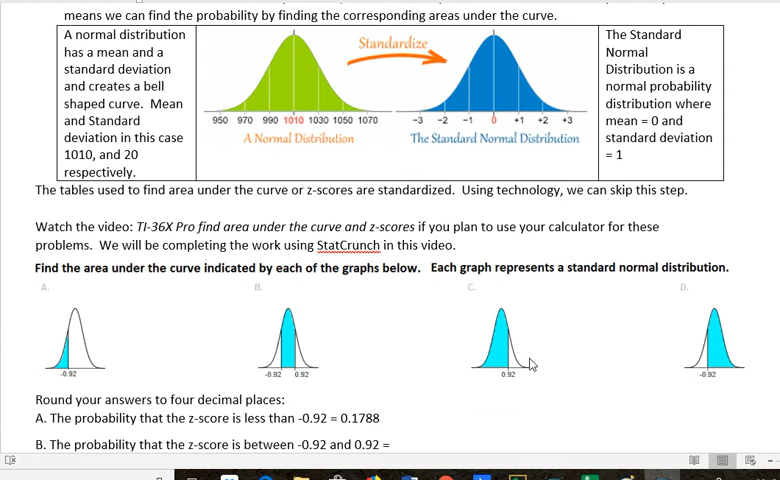 means we can find the probability by finding the corresponding areas under the curve.
A normal distribution
has a mean and a
standard deviation
and creates a bell
shaped curve. Mean
and Standard
deviation in this case
1010, and 20
respectively.
Standardize
950 970 990 1010 1030 1050 1070
A Normal Distribution
-3 -2 -1 0 +1 +2 +3
The Standard Normal Distribution
The Standard
Normal
Distribution is a
normal probability
distribution where
mean = 0 and
standard deviation
= 1
The tables used to find area under the curve or z-scores are standardized. Using technology, we can skip this step.
Watch the video: TI-36X Pro find area under the curve and z-scores if you plan to use your calculator for these
problems. We will be completing the work using StatCrunch in this video.
Find the area under the curve indicated by each of the graphs below. Each graph represents a standard normal distribution.
A. B. C. D.
-0.92 -0.92 0.92 0.92 -0.92
Round your answers to four decimal places:
A. The probability that the z-score is less than -0.92 = 0.1788
B. The probability that the z-score is between -0.92 and 0.92 =